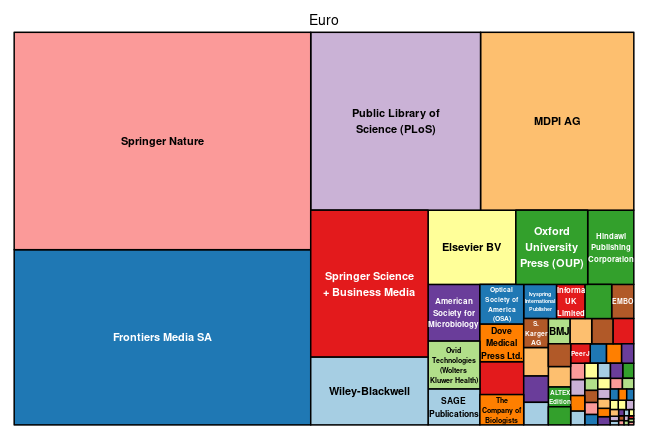 Euro
Springer Nature
Public Library of
Science (PLoS)
MDPI AG
Frontiers Media SA
Springer Science
+ Business Media
Wiley-Blackwell
Elsevier BV
Oxford
University
Press (OUP)
Hindawi
Publishing
Corporation
American
Society for
Microbiology
Ovid
Technologies
(Wolters
Kluwer Health)
SAGE
Publications
Optical
Society of
America
(OSA)
Dove
Medical
Press Ltd.
The
Company of
Biologists
Ivyspring
International
Publisher
Informa
UK
Limited
EMBO
S.
Karger
AG
BMJ
PeerJ
ALTEX
Edition